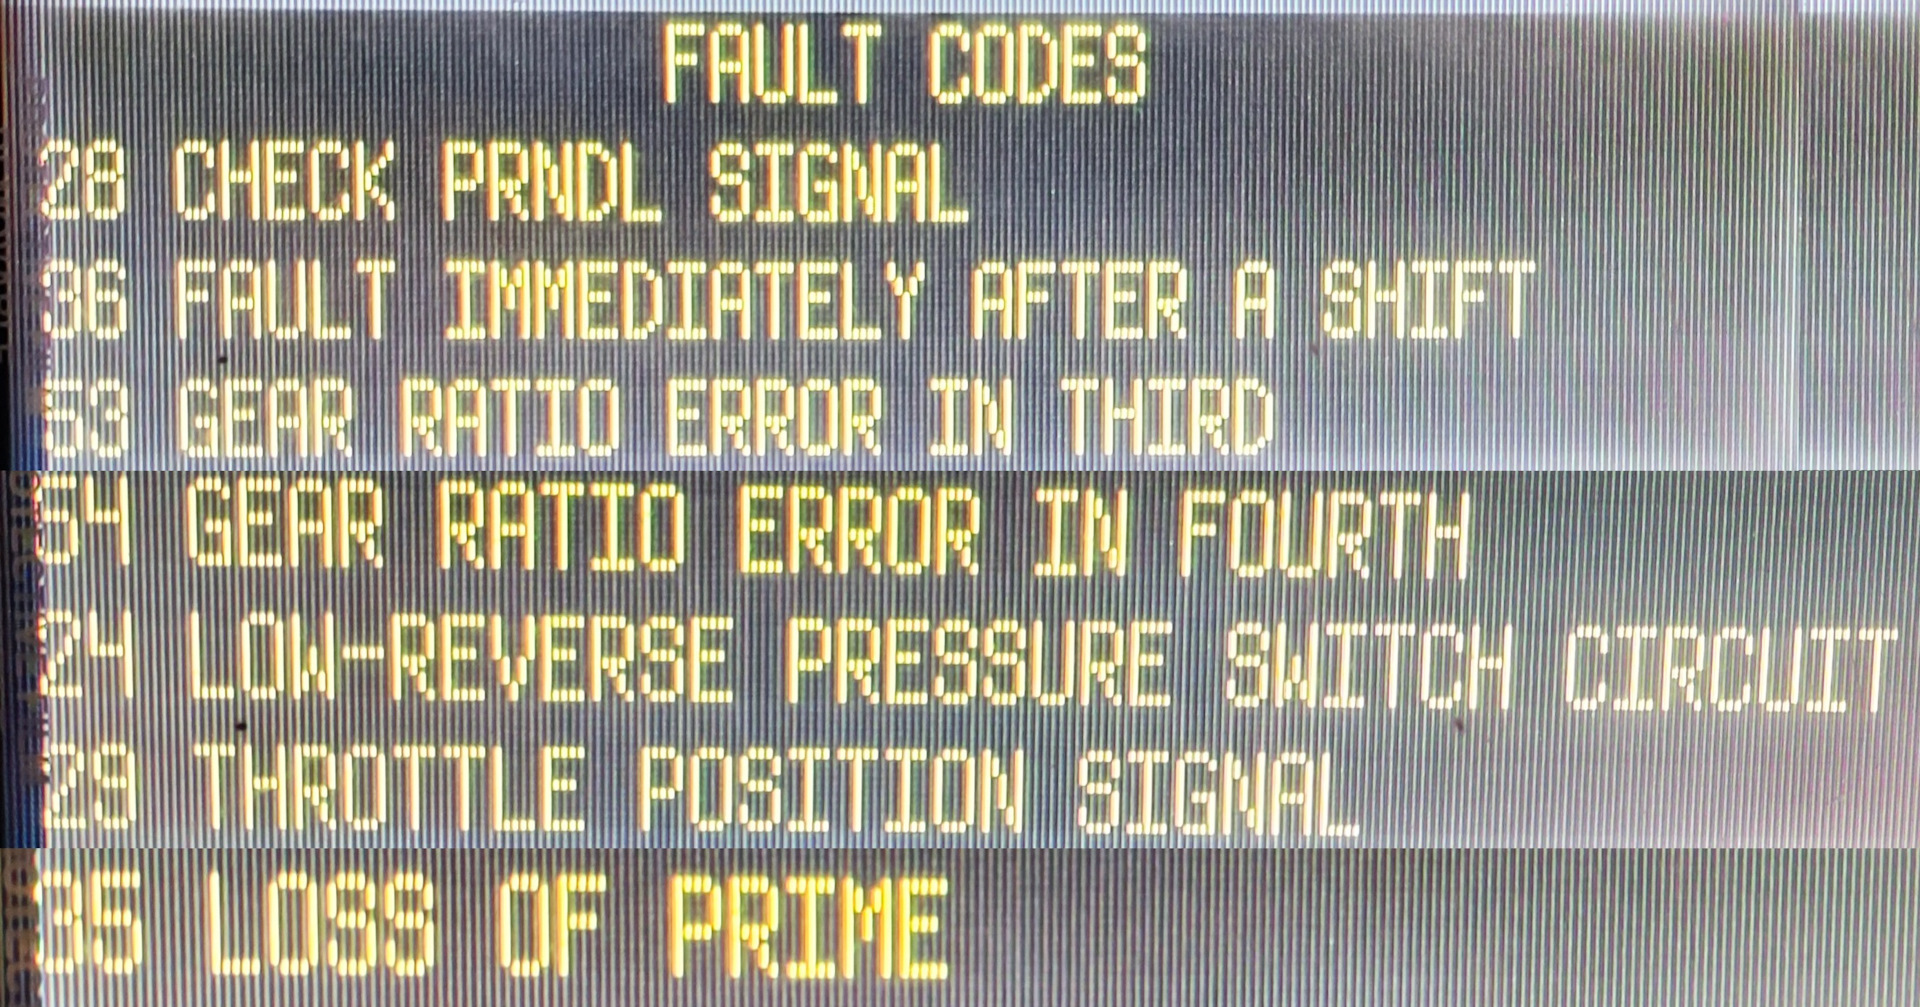 FAULT CODES
28 CHECK PRNDL SIGNAL
36 FAULT IMMEDIATELY AFTER A SHIFT
53 GEAR RATIO ERROR IN THIRD
54 GEAR RATIO ERROR IN FOURTH
24 LOW-REVERSE PRESSURE SWITCH CIRCUIT
29 THROTTLE POSITION SIGNAL
35 LOSS OF PRIME